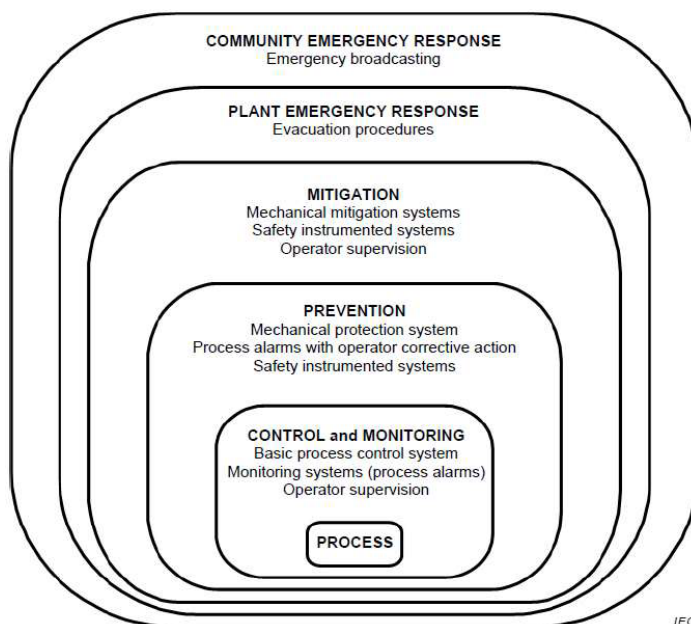 COMMUNITY EMERGENCY RESPONSE
Emergency broadcasting
PLANT EMERGENCY RESPONSE
Evacuation procedures
MITIGATION
Mechanical mitigation systems
Safety instrumented systems
Operator supervision
PREVENTION
Mechanical protection system
Process alarms with operator corrective action
Safety instrumented systems
CONTROL and MONITORING
Basic process control system
Monitoring systems (process alarms)
Operator supervision
PROCESS